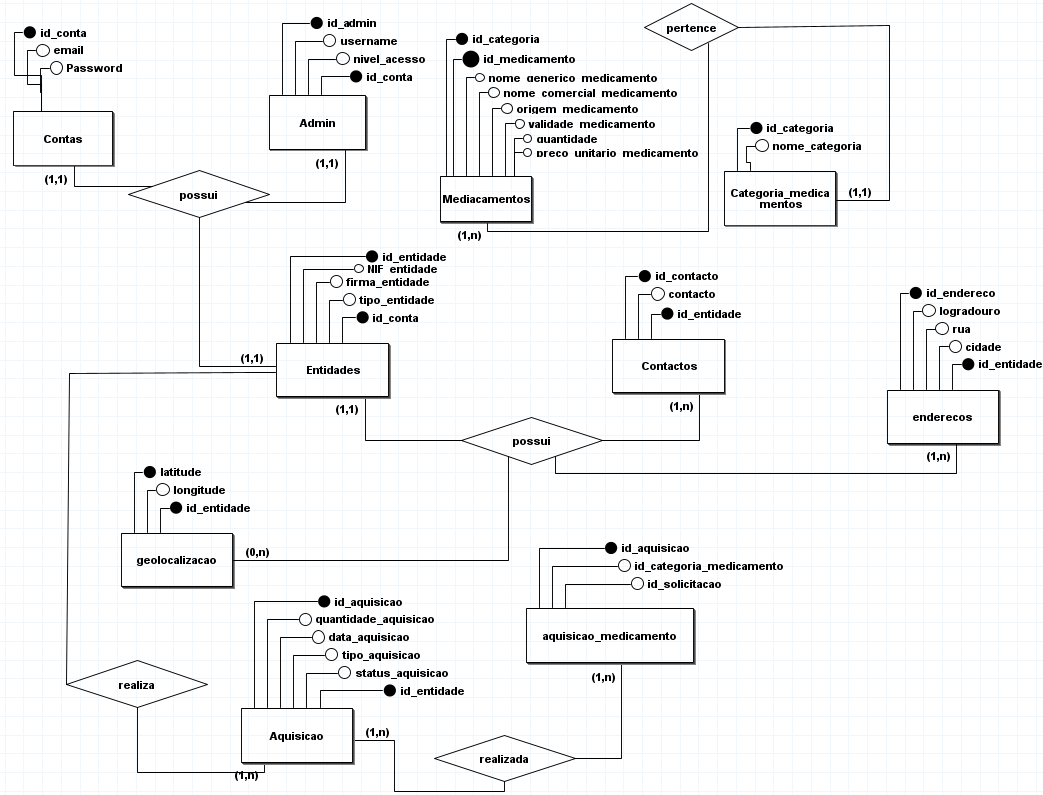 id_conta
email
Password
Contas
(1,1)
id_admin
username
nivel_acesso
id_conta
Admin
(1,1)
possui
id_categoria
id_medicamento
nome_generico_medicamento
nome_comercial_medicamento
origem_medicamento
validade_medicamento
quantidade
preco_unitario_medicamento
Mediacamentos
(1,n)
pertence
id_categoria
nome_categoria
Categoria_medica
mentos
(1,1)
id_entidade
NIF_entidade
firma_entidade
tipo_entidade
id_conta
(1,1)
Entidades
(1,1)
id_contacto
contacto
id_entidade
Contactos
(1,n)
id_endereco
logradouro
rua
cidade
id_entidade
enderecos
(1,n)
possui
latitude
longitude
id_entidade
geolocalizacao
(0,n)
id_aquisicao
id_categoria_medicamento
id_solicitacao
aquisicao_medicamento
(1,n)
id_aquisicao
quantidade_aquisicao
data_aquisicao
tipo_aquisicao
status_aquisicao
id_entidade
realiza
Aquisicao
(1,n)
(1,n)
realizada